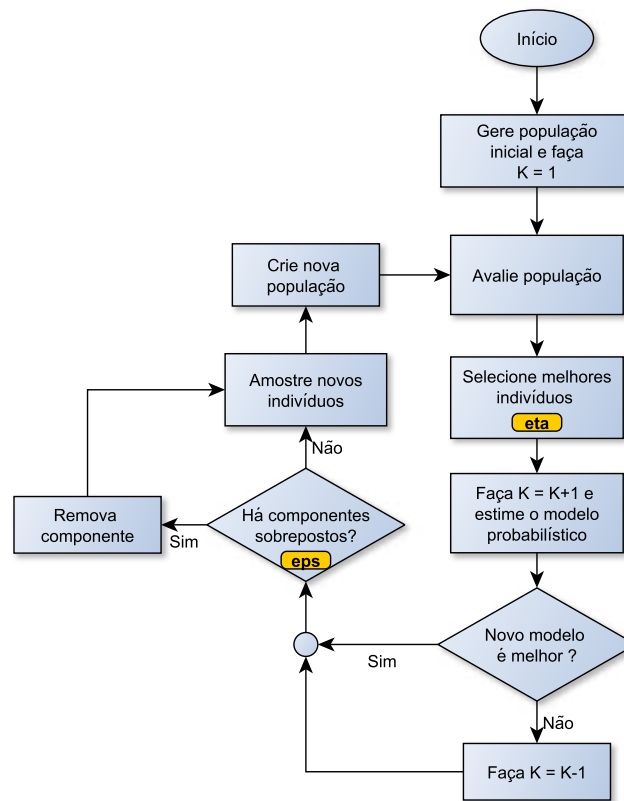 Início
Gere população
inicial e faça
K = 1
Avalie população
Crie nova
população
Selecione melhores
indivíduos
eta
Amostre novos
indivíduos
Não
Faça K = K+1 e
estime o modelo
probabilístico
Há componentes
sobrepostos?
eps
Sim
Remova
componente
Novo modelo
é melhor ?
Sim
Não
Faça K = K-1